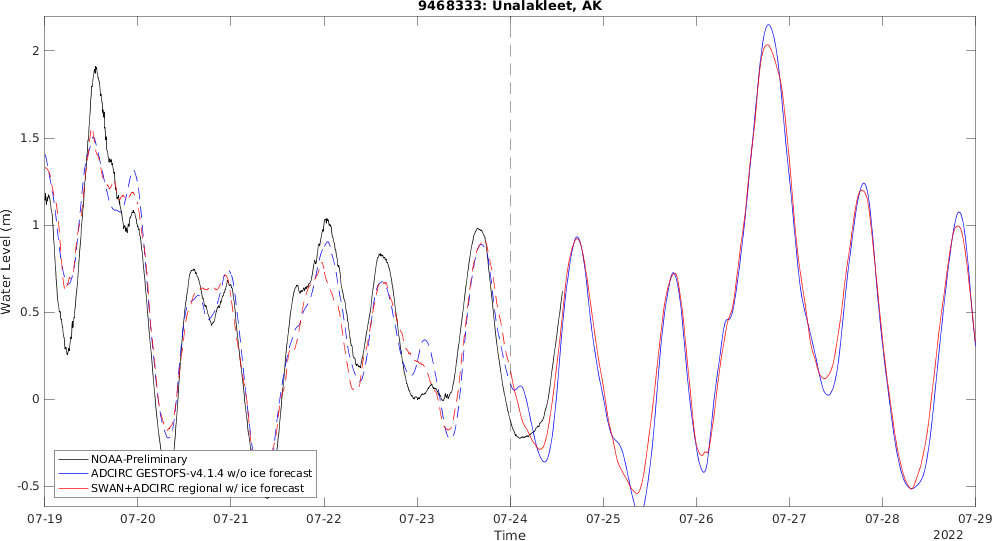 9468333: Unalakleet, AK
Water Level (m)
2
1.5
1
0.5
0
-0.5
NOAA-Preliminary
ADCIRC GESTOFS-v4.1.4 w/o ice forecast
SWAN+ADCIRC regional w/ ice forecast
07-19 07-20 07-21 07-22 07-23 07-24 07-25 07-26 07-27 07-28 07-29
Time
2022